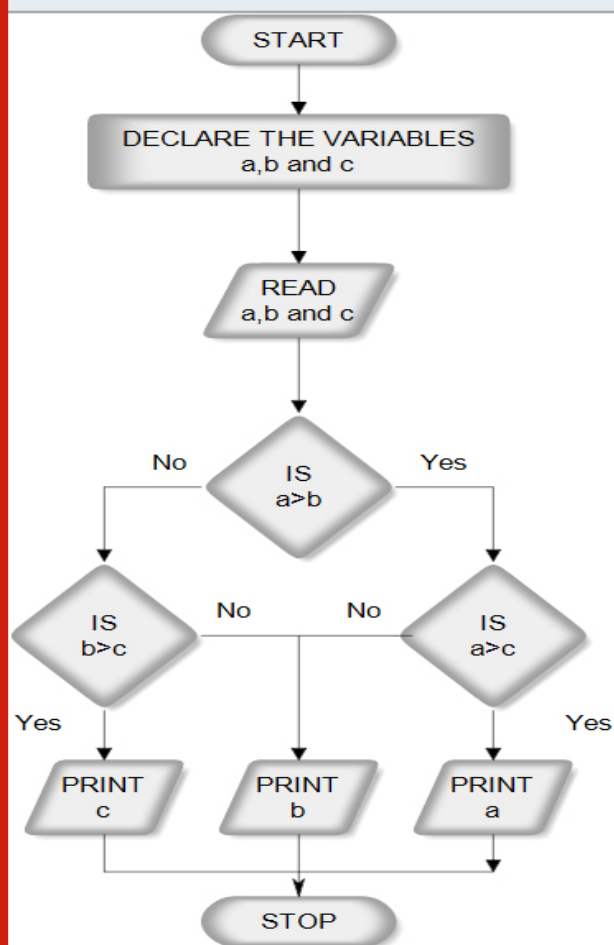 START
DECLARE THE VARIABLES
a,b and c
READ
a,b and c
No
Yes
IS
a>b
No
No
IS
b>c
IS
a>c
Yes
Yes
PRINT
c
PRINT
b
PRINT
a
STOP